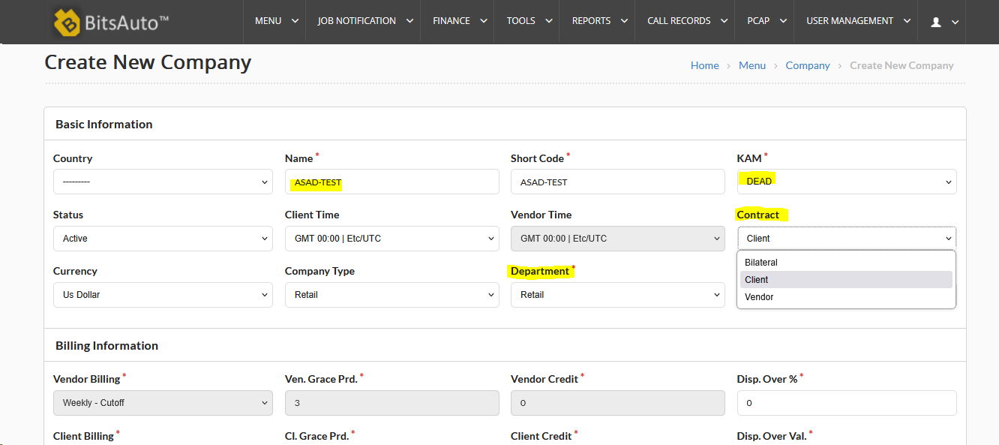 BitsAuto™ MENU JOB NOTIFICATION FINANCE TOOLS REPORTS CALL RECORDS PCAP USER MANAGEMENT
Create New Company Home › Menu › Company › Create New Company
Basic Information
Country Name * Short Code * KAM *
--------- ASAD-TEST ASAD-TEST DEAD
Status Client Time Vendor Time Contract
Active GMT 00:00 | Etc/UTC GMT 00:00 | Etc/UTC Client
Bilateral
Currency Company Type Department * Client
Us Dollar Retail Retail Vendor
Billing Information
Vendor Billing * Ven. Grace Prd. * Vendor Credit * Disp. Over % *
Weekly - Cutoff 3 0 0
Client Billing * Cl. Grace Prd. * Client Credit * Disp. Over Val. *